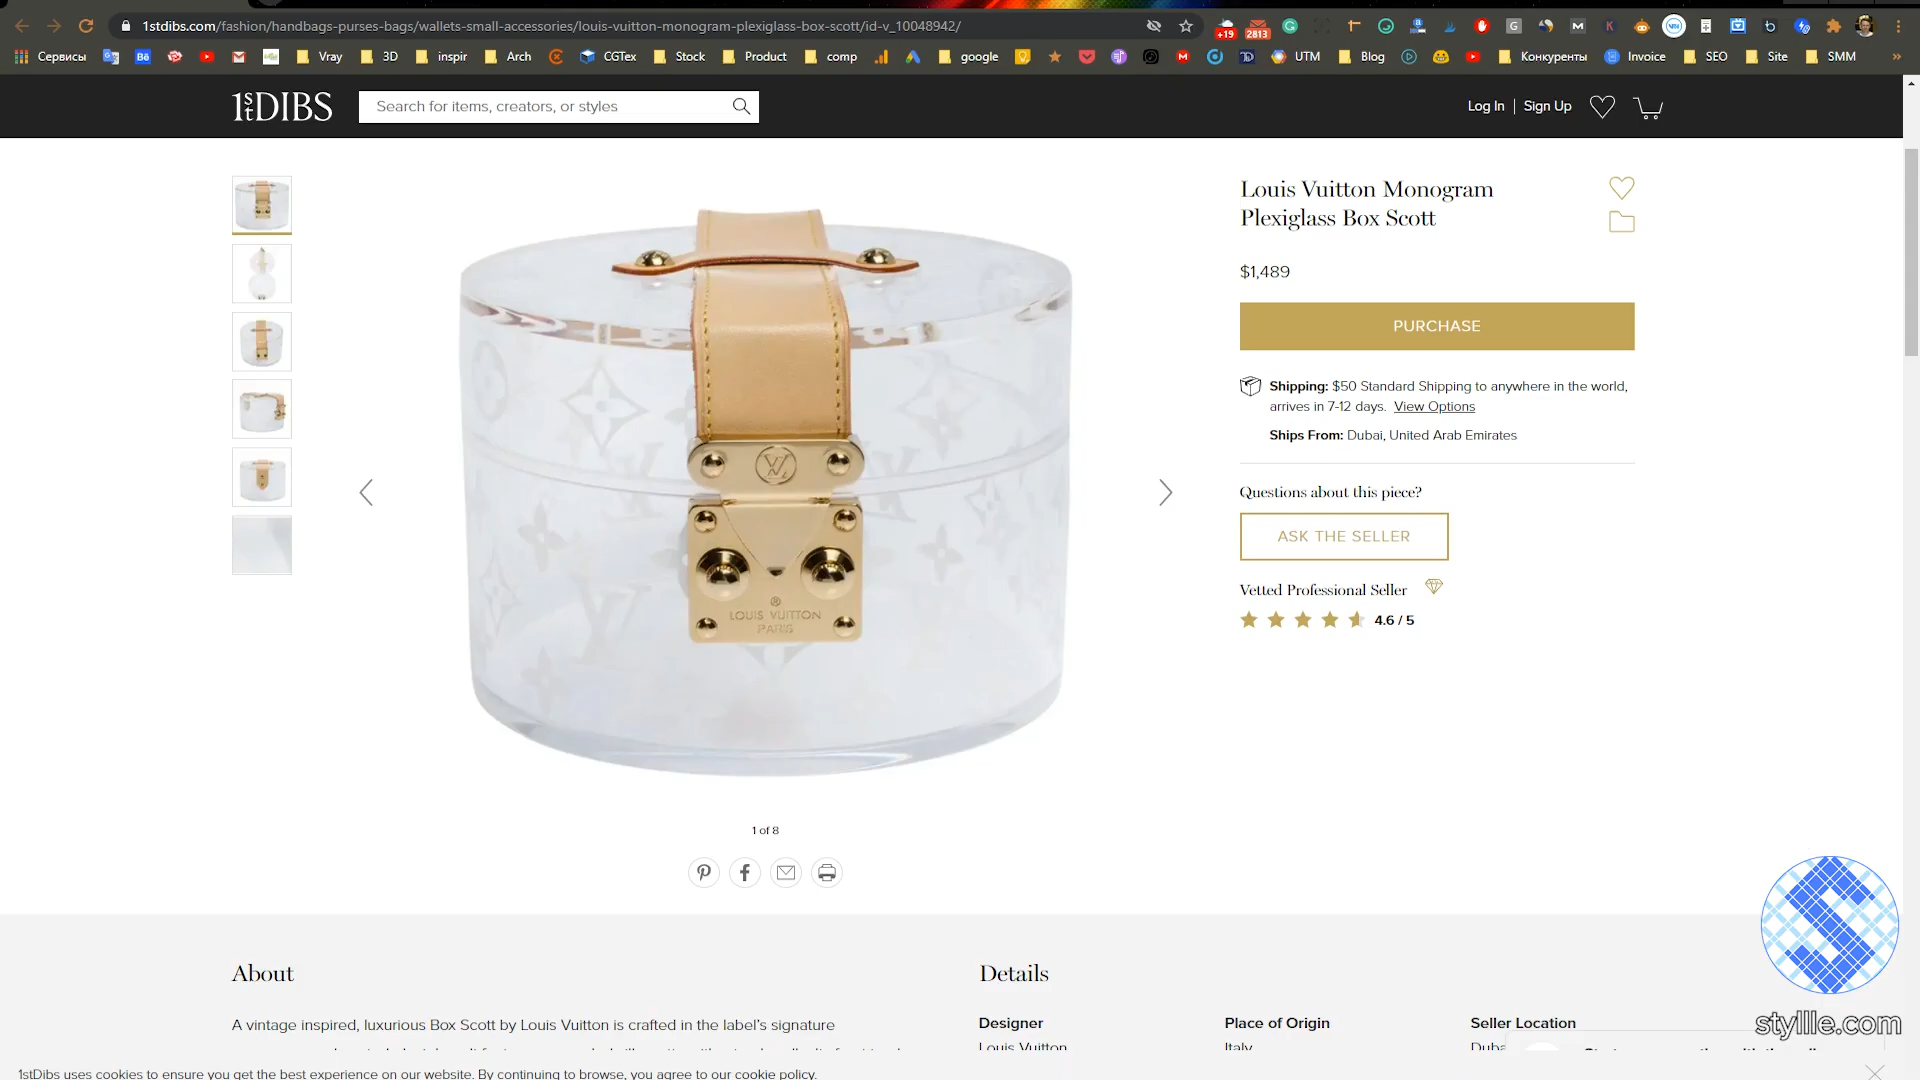 1stdibs.com/fashion/handbags-purses-bags/wallets-small-accessories/louis-vuitton-monogram-plexiglass-box-scott/id-v_10048942/
+19
2813
Сервисы
Vray
3D
inspir
Arch
CGTex
Stock
Product
comp
google
UTM
Blog
Конкуренты
Invoice
SEO
Site
SMM
1stDIBS
Search for items, creators, or styles
Log In
Sign Up
Louis Vuitton Monogram
Plexiglass Box Scott
$1,489
PURCHASE
Shipping: $50 Standard Shipping to anywhere in the world,
arrives in 7-12 days. View Options
Ships From: Dubai, United Arab Emirates
Questions about this piece?
ASK THE SELLER
Vetted Professional Seller
4.6 / 5
LOUIS VUITTON
PARIS
1 of 8
About
A vintage inspired, luxurious Box Scott by Louis Vuitton is crafted in the label's signature
Details
Designer
Louis Vuitton
Place of Origin
Italy
Seller Location
styllle.com
1stDibs uses cookies to ensure you get the best experience on our website. By continuing to browse, you agree to our cookie policy.